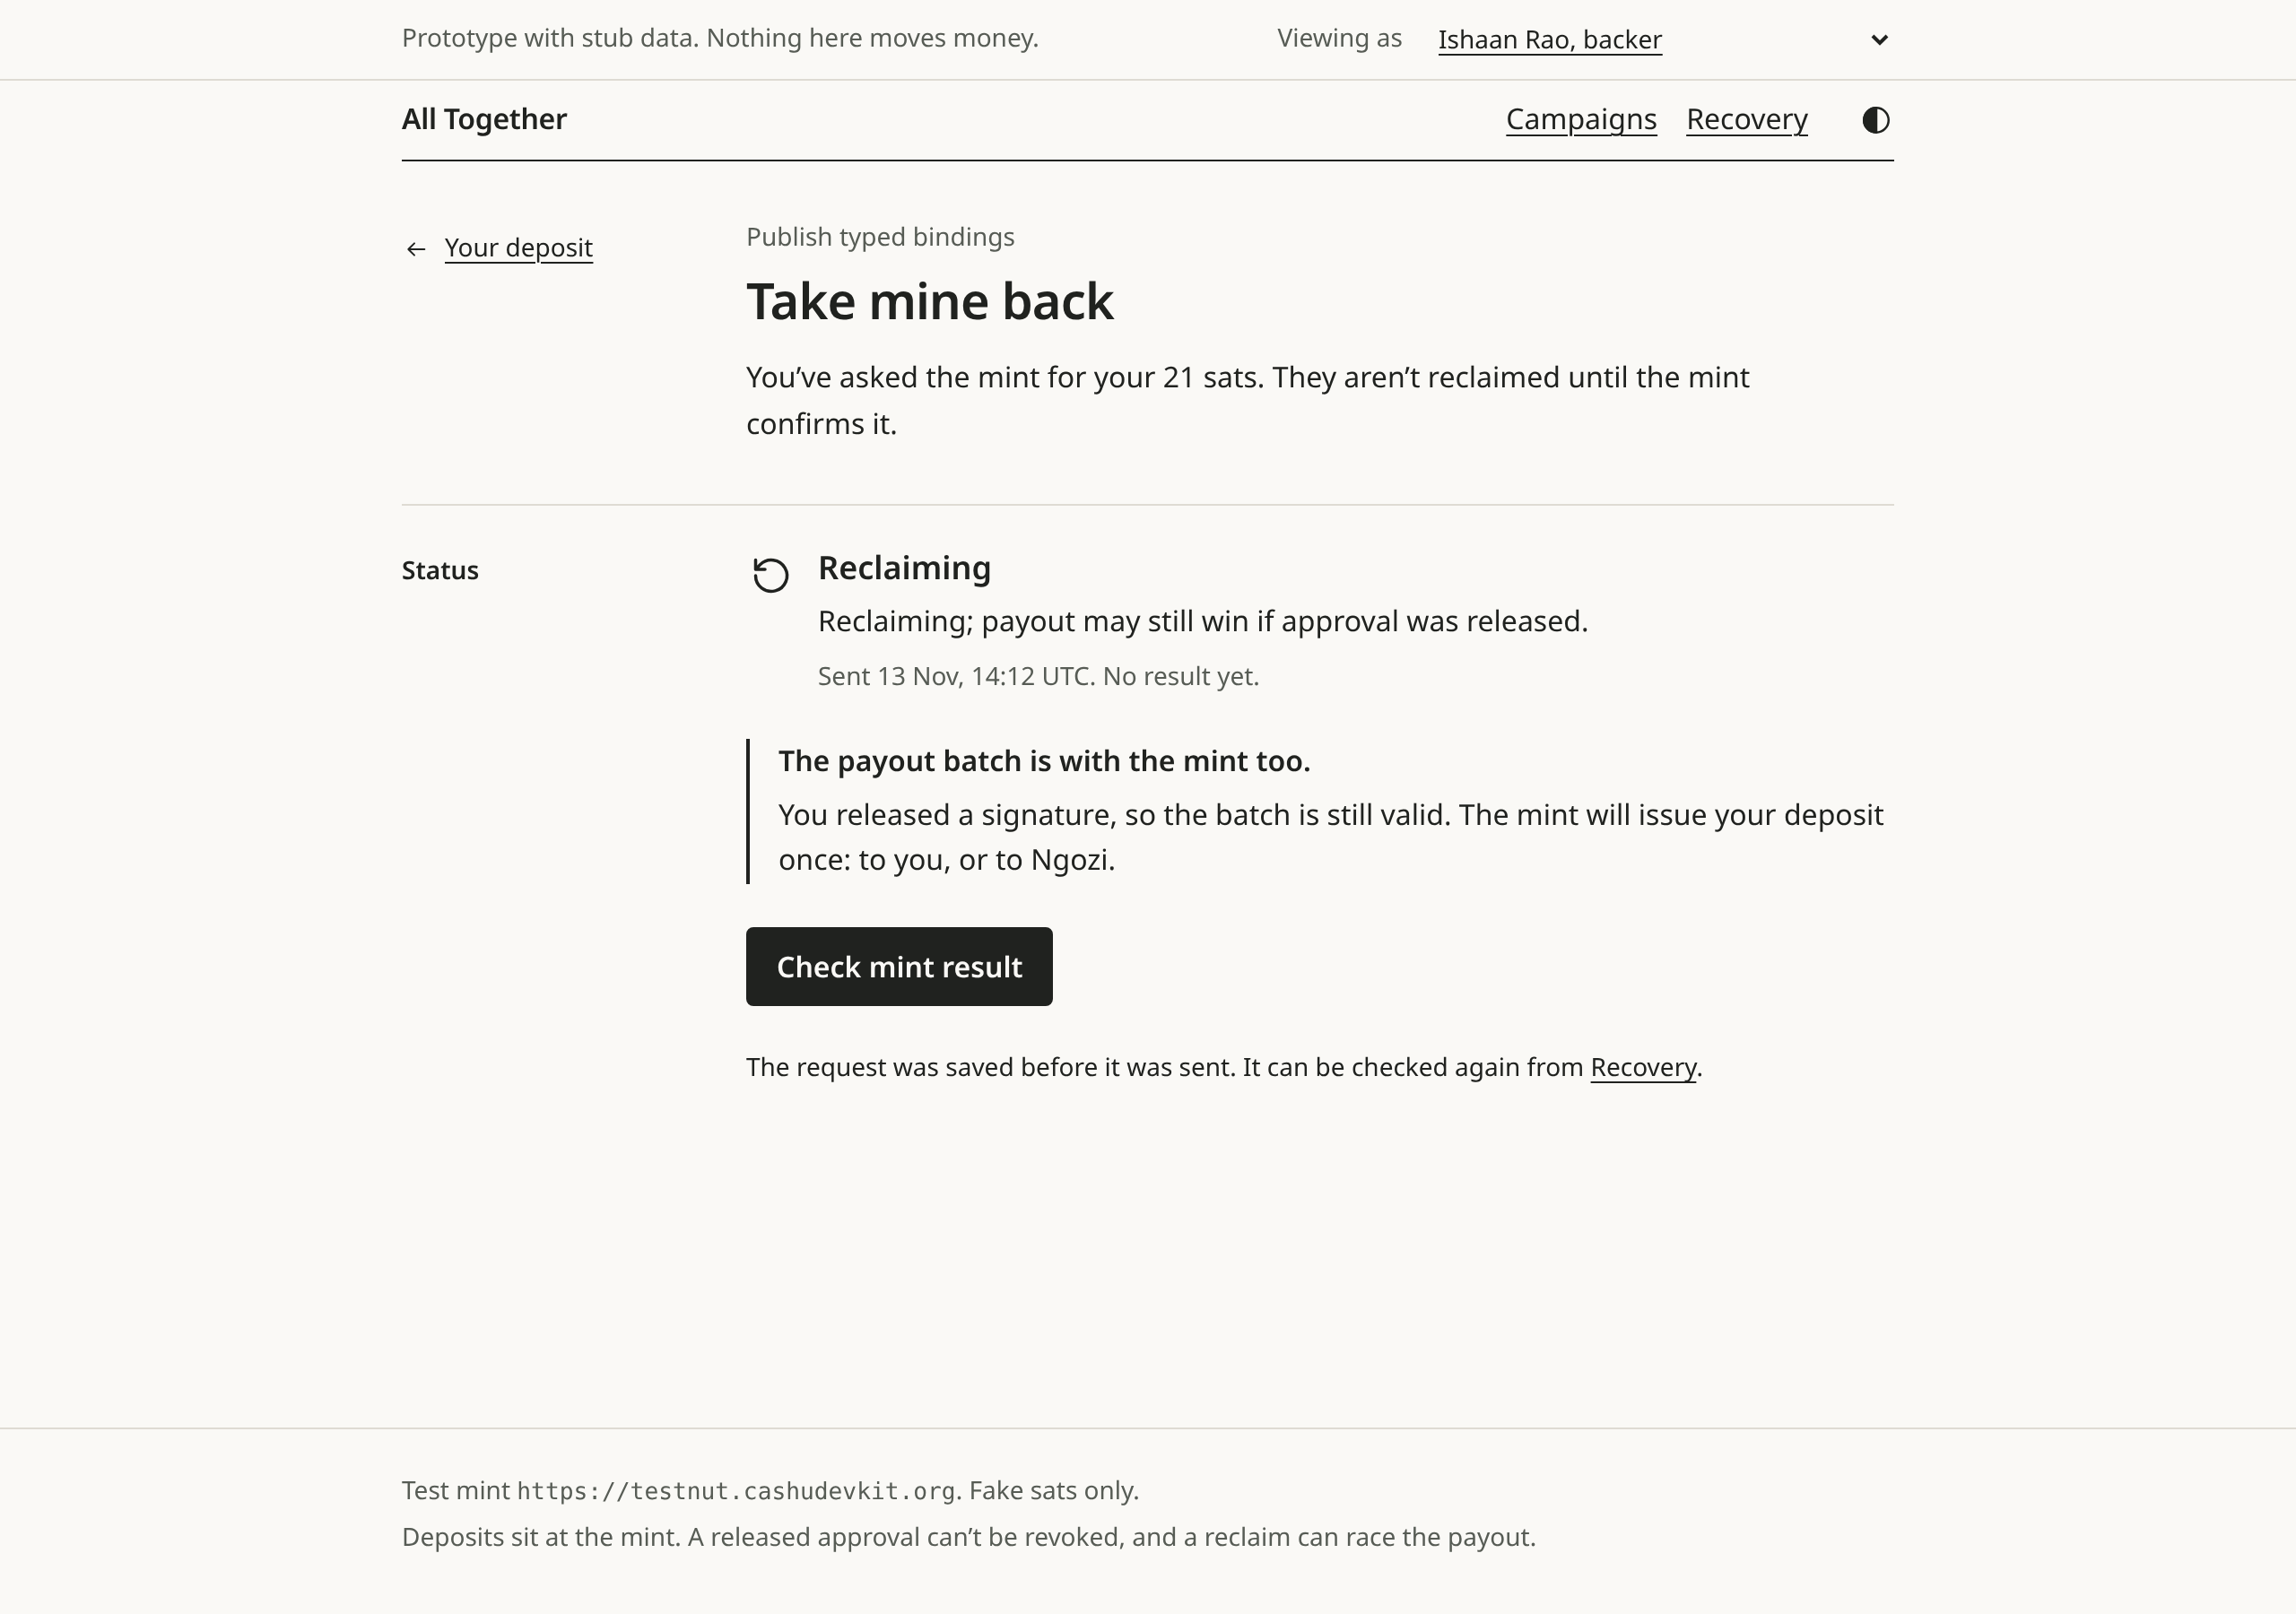 Prototype with stub data. Nothing here moves money.
Viewing as Ishaan Rao, backer
All Together
Campaigns Recovery
← Your deposit
Publish typed bindings
Take mine back
You’ve asked the mint for your 21 sats. They aren’t reclaimed until the mint
confirms it.
Status
Reclaiming
Reclaiming; payout may still win if approval was released.
Sent 13 Nov, 14:12 UTC. No result yet.
The payout batch is with the mint too.
You released a signature, so the batch is still valid. The mint will issue your deposit
once: to you, or to Ngozi.
Check mint result
The request was saved before it was sent. It can be checked again from Recovery.
Test mint https://testnut.cashudevkit.org. Fake sats only.
Deposits sit at the mint. A released approval can’t be revoked, and a reclaim can race the payout.